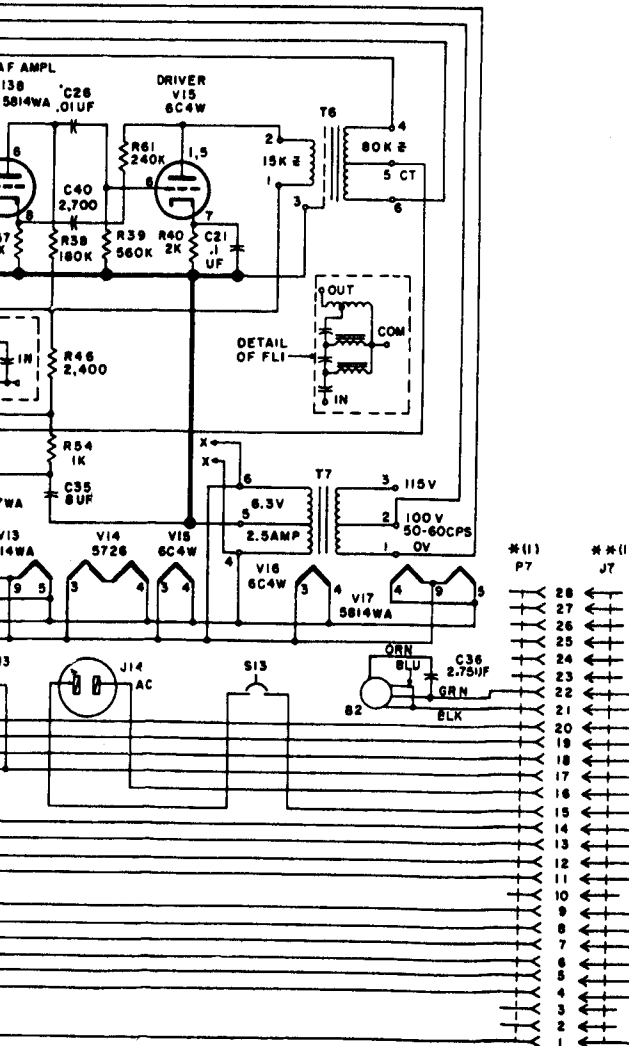 AF AMPL
5814WA
C26
.01UF
DRIVER
V15
6C4W
R61
240K
1,5
6
6
8
7
C40
2,700
R38
180K
R39
560K
R40
2K
C21
.1
UF
T6
2
15K Z
1
3
4
80K Z
5 CT
6
OUT
COM
IN
DETAIL
OF FL1
IN
R46
2,400
R54
1K
C35
8UF
X
X
T7
6
6.3V
5
2.5AMP
4
3
115V
2
100V
50-60CPS
1
0V
V13
14WA
V14
5726
V15
6C4W
V16
6C4W
V17
5814WA
9
5
3
4
3
4
3
4
4
9
5
J14
AC
S13
B2
ORN
BLU
C36
2.75UF
GRN
BLK
*(1)
P7
**(1
J7
28
27
26
25
24
23
22
21
20
19
18
17
16
15
14
13
12
11
10
9
8
7
6
5
4
3
2
1